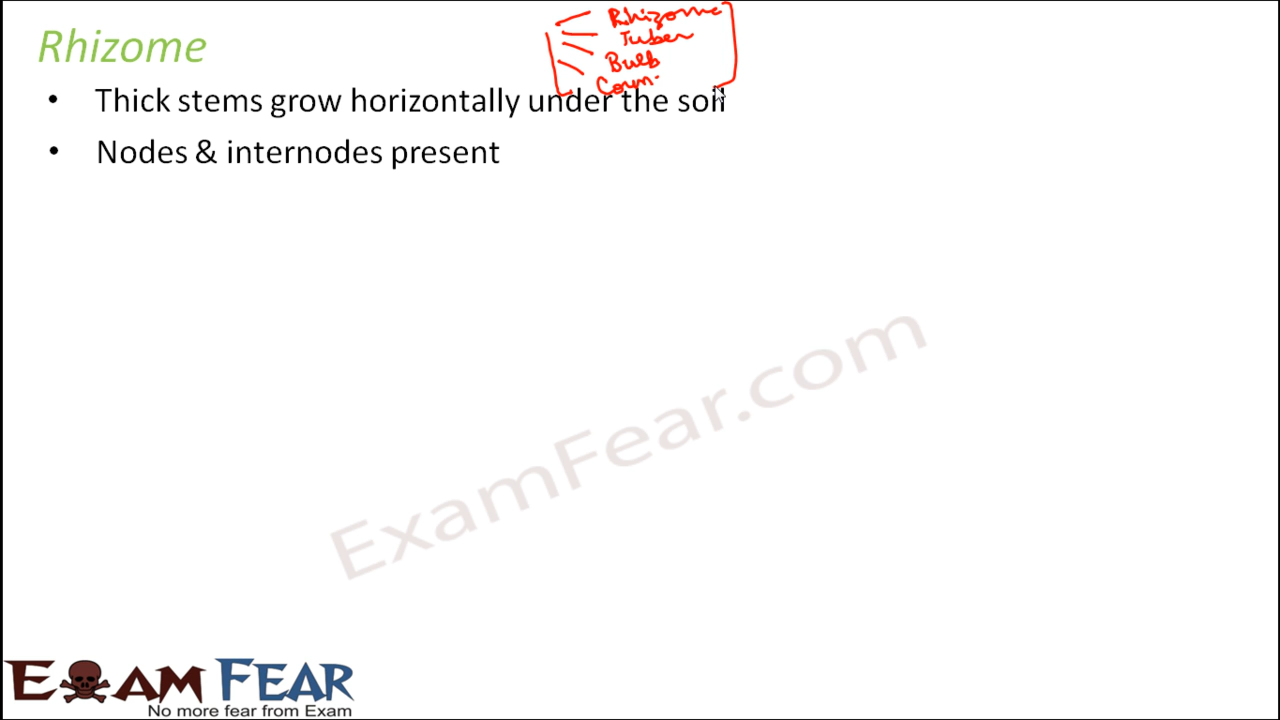 Rhizome
Rhizome
Tuber
Bulb
Corm
• Thick stems grow horizontally under the soil
• Nodes & internodes present
ExamFear.com
EXAM FEAR
No more fear from Exam